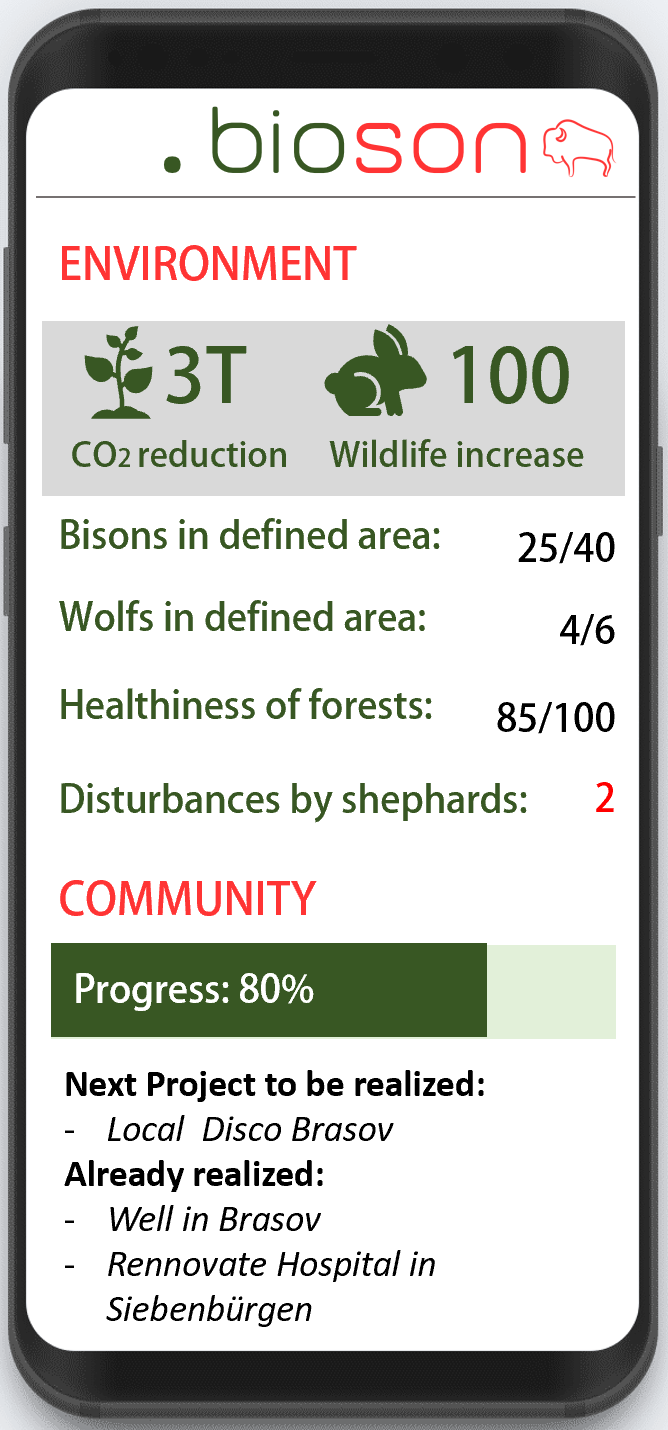 .bioson
ENVIRONMENT
3T 100
CO2 reduction Wildlife increase
Bisons in defined area: 25/40
Wolfs in defined area: 4/6
Healthiness of forests: 85/100
Disturbances by shephards: 2
COMMUNITY
Progress: 80%
Next Project to be realized:
- Local Disco Brasov
Already realized:
- Well in Brasov
- Rennovate Hospital in
Siebenbürgen